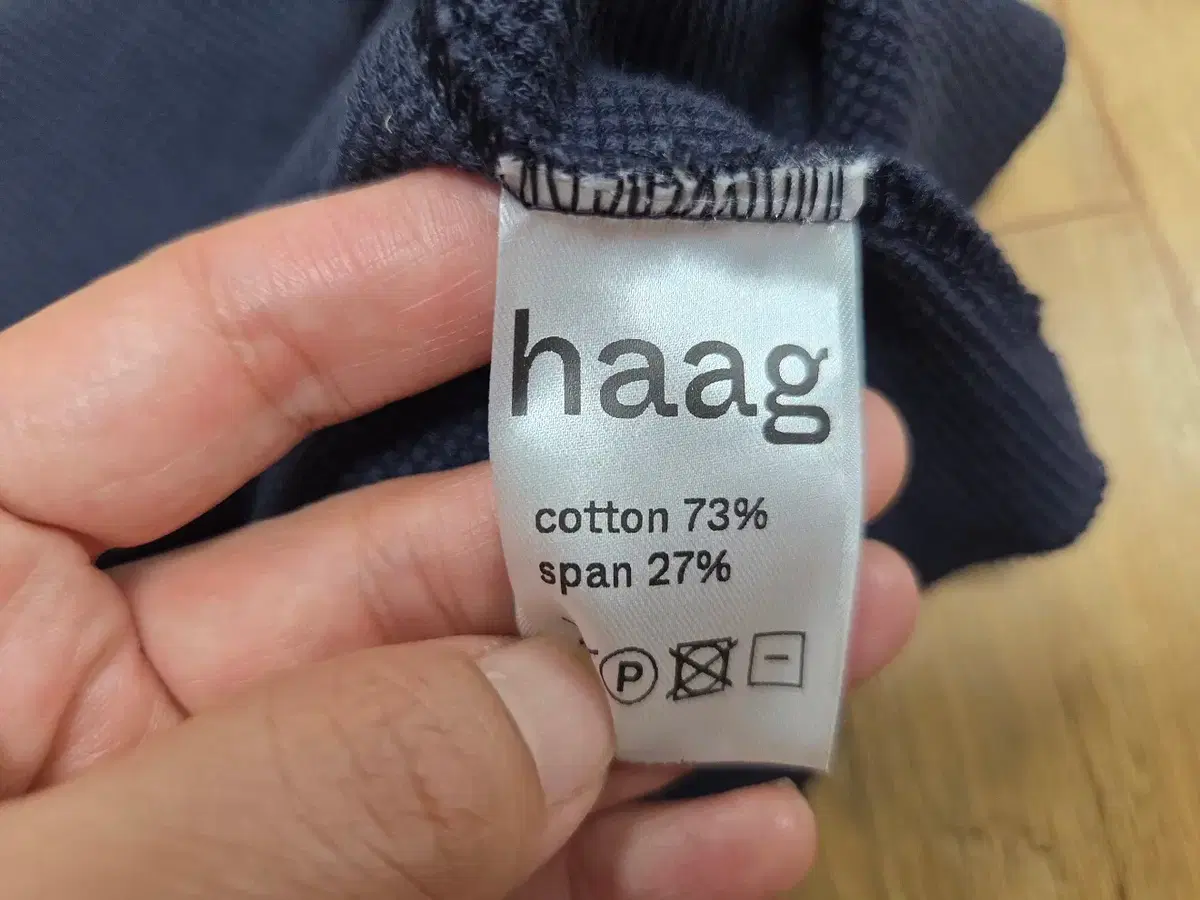 haag
cotton 73%
span 27%
P